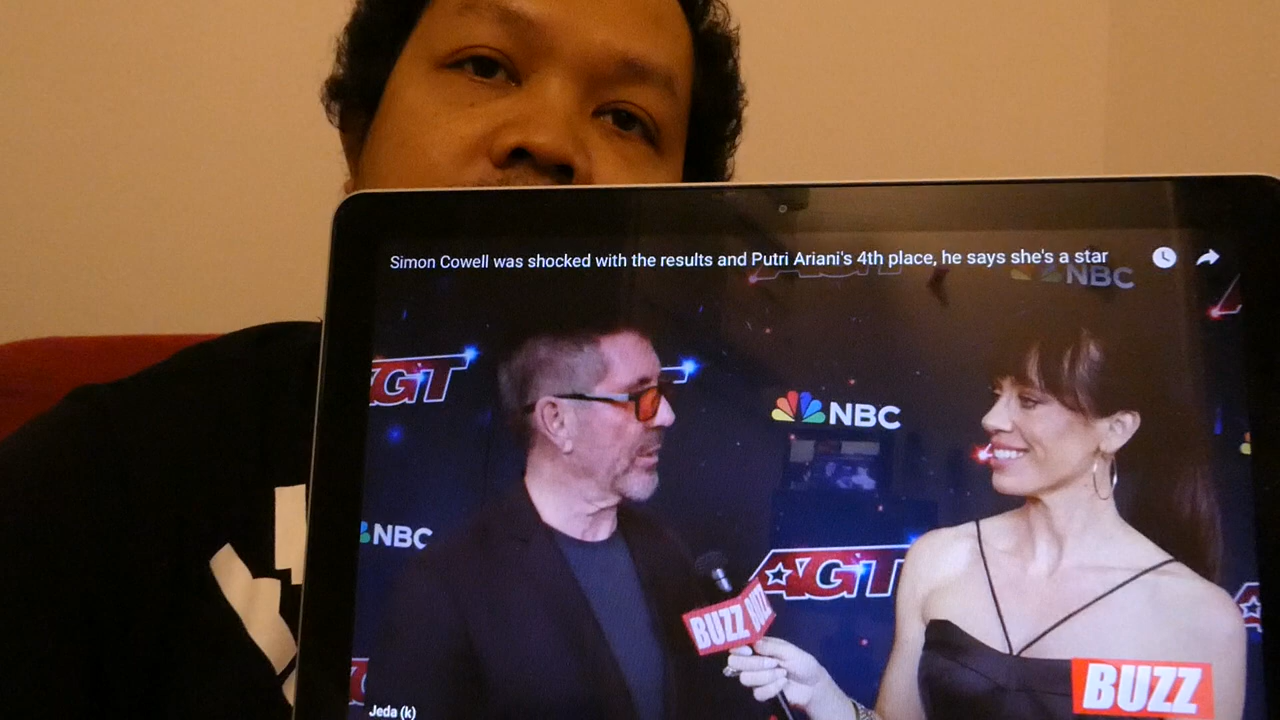 Simon Cowell was shocked with the results and Putri Ariani's 4th place, he says she's a star
NBC
AGT
NBC
NBC
AGT
BUZZ BUZZ
BUZZ
Jeda (k)